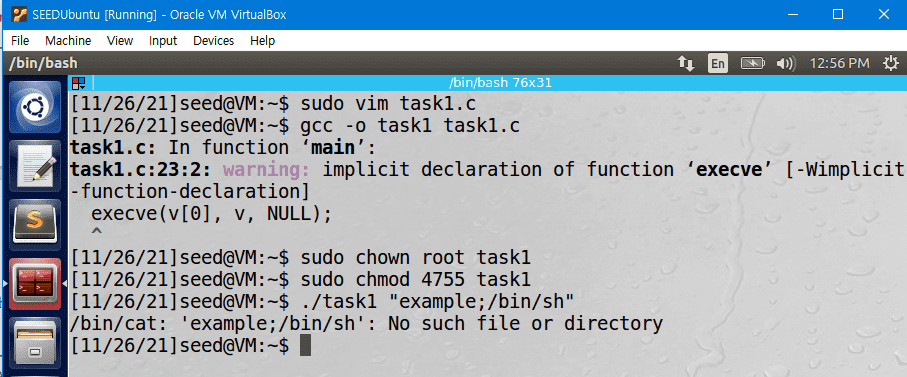 SEEDUbuntu [Running] - Oracle VM VirtualBox
File Machine View Input Devices Help
/bin/bash En 12:56 PM
/bin/bash 76x31
[11/26/21]seed@VM:~$ sudo vim task1.c
[11/26/21]seed@VM:~$ gcc -o task1 task1.c
task1.c: In function ‘main’:
task1.c:23:2: warning: implicit declaration of function ‘execve’ [-Wimplicit
-function-declaration]
  execve(v[0], v, NULL);
  ^
[11/26/21]seed@VM:~$ sudo chown root task1
[11/26/21]seed@VM:~$ sudo chmod 4755 task1
[11/26/21]seed@VM:~$ ./task1 "example;/bin/sh"
/bin/cat: 'example;/bin/sh': No such file or directory
[11/26/21]seed@VM:~$